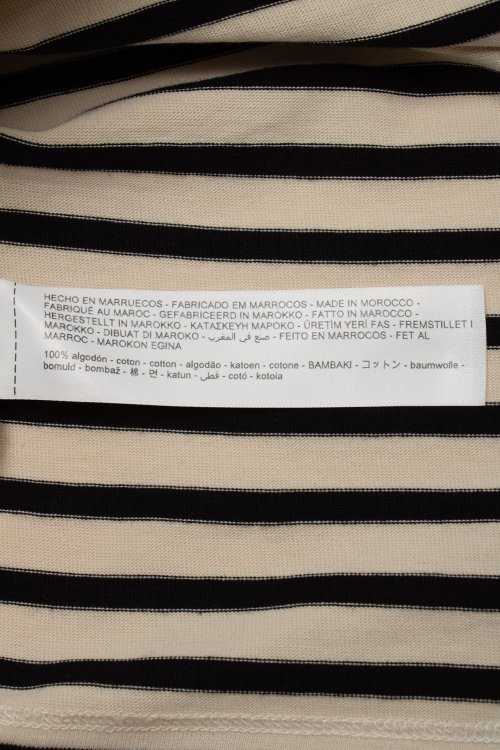 HECHO EN MARRUECOS - FABRICADO EM MARROCOS - MADE IN MOROCCO -
FABRIQUÉ AU MAROC - GEFABRICEERD IN MAROKKO - FATTO IN MAROCCO -
HERGESTELLT IN MAROKKO - ΚΑΤΑΣΚΕΥΗ ΜΑΡΟΚΟ - ÜRETİM YERİ FAS - FREMSTILLET I
MAROKKO - DIBUAT DI MAROKO - صنع في المغرب - FEITO EN MARROCOS - FET AL
MARROC - MAROKON EGINA
100% algodón - coton - cotton - algodão - katoen - cotone - ΒΑΜΒΑΚΙ - コットン - baumwolle -
bomuld - bombaž - 棉 - 면 - katun - قطن - cotó - kotoia